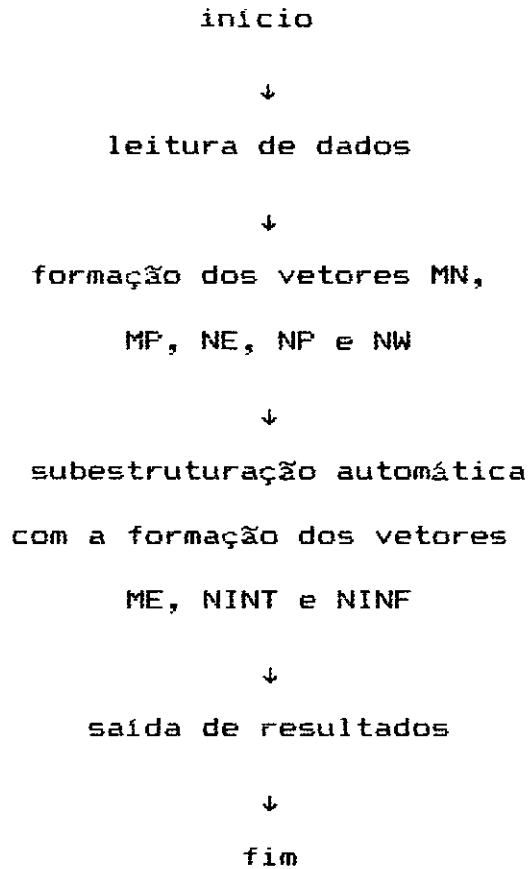 início
↓
leitura de dados
↓
formação dos vetores MN,
MP, NE, NP e NW
↓
subestruturação automática
com a formação dos vetores
ME, NINT e NINF
↓
saída de resultados
↓
fim